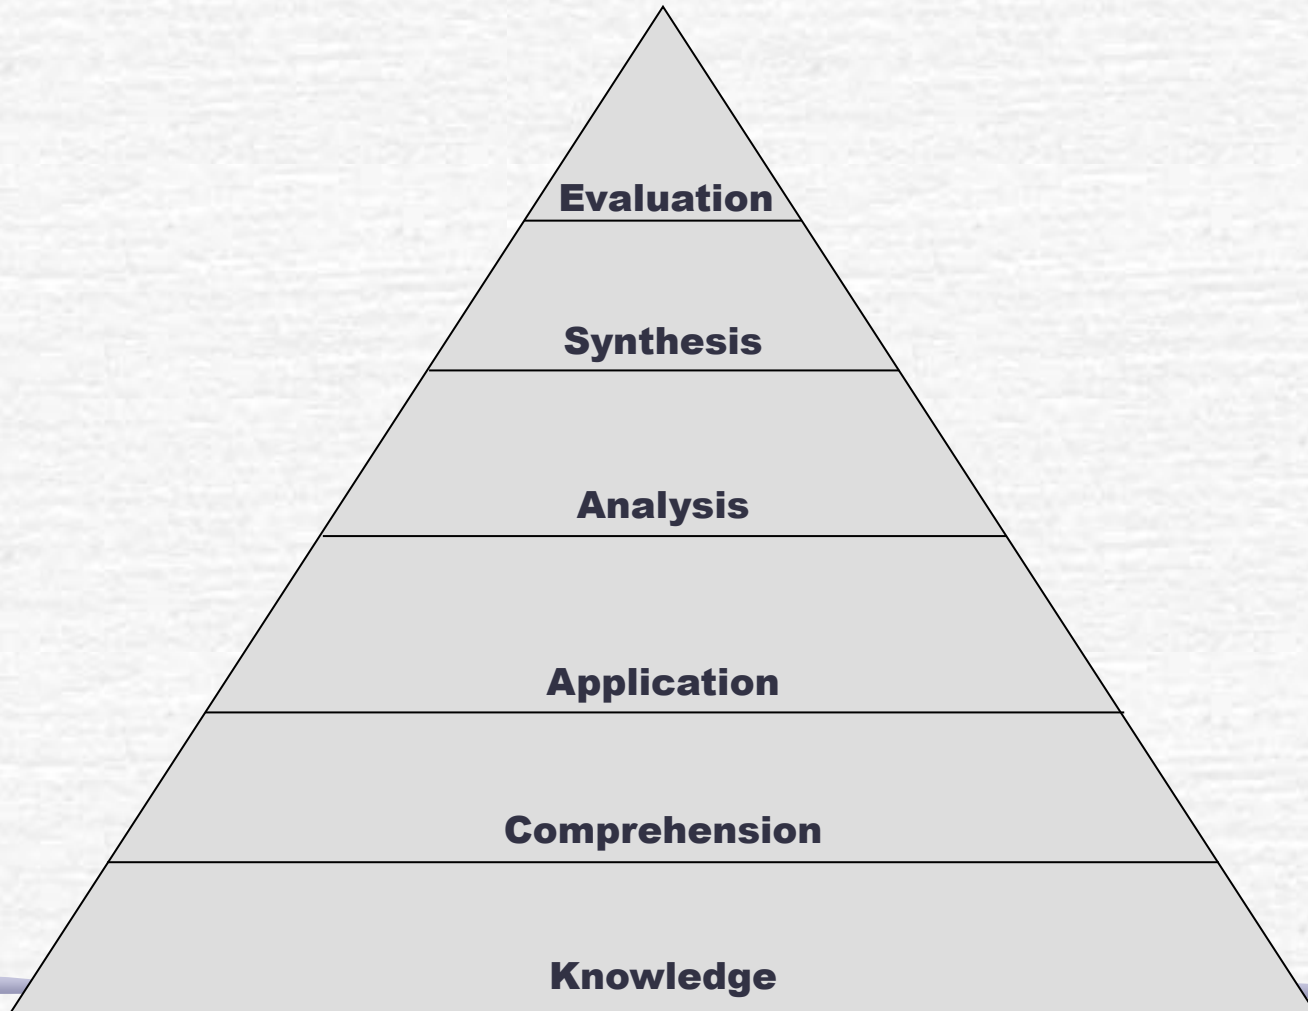 Evaluation
Synthesis
Analysis
Application
Comprehension
Knowledge